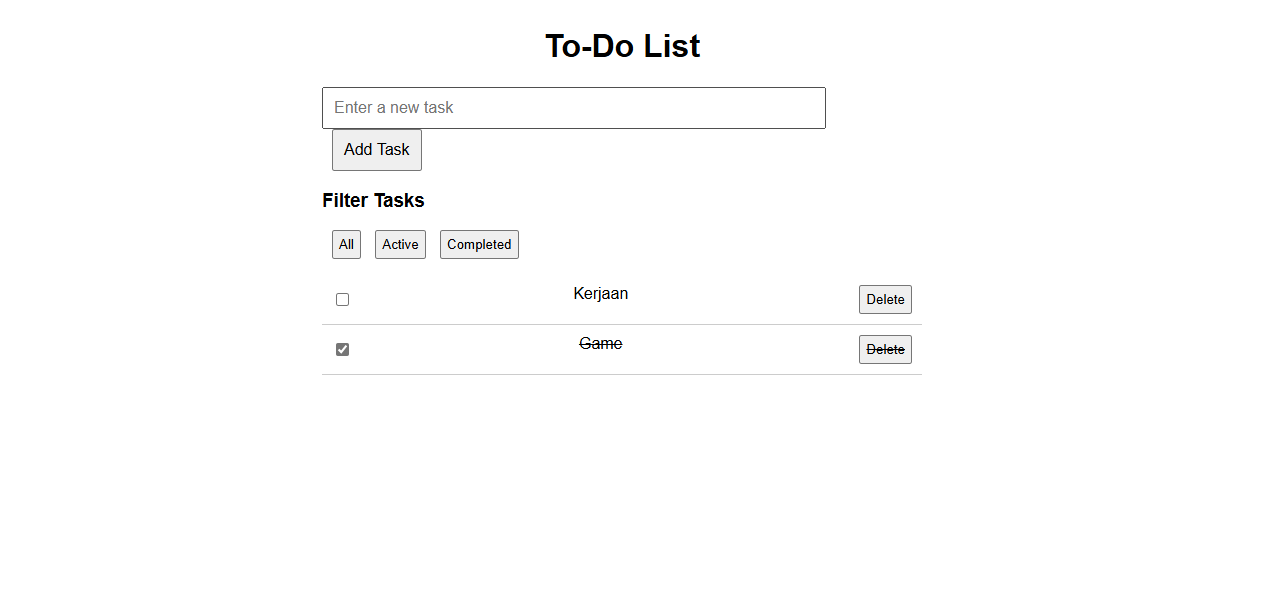 To-Do List
Enter a new task
Add Task
Filter Tasks
All Active Completed
Kerjaan Delete
Game Delete